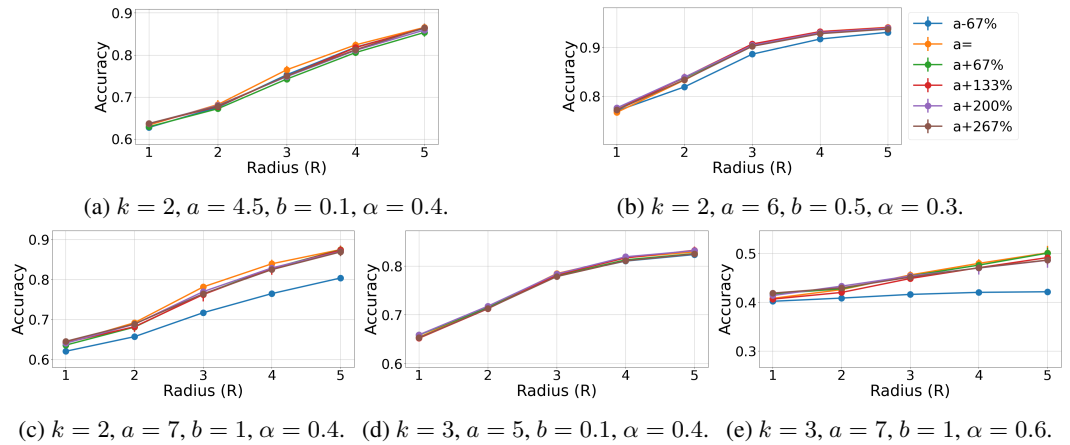 0.9
0.8
0.7
0.6
Accuracy
1 2 3 4 5
Radius (R)
(a) k = 2, a = 4.5, b = 0.1, α = 0.4.
0.9
0.8
Accuracy
1 2 3 4 5
Radius (R)
a-67%
a=
a+67%
a+133%
a+200%
a+267%
(b) k = 2, a = 6, b = 0.5, α = 0.3.
0.9
0.8
0.7
0.6
Accuracy
1 2 3 4 5
Radius (R)
(c) k = 2, a = 7, b = 1, α = 0.4.
0.8
0.7
0.6
Accuracy
1 2 3 4 5
Radius (R)
(d) k = 3, a = 5, b = 0.1, α = 0.4.
0.5
0.4
0.3
Accuracy
1 2 3 4 5
Radius (R)
(e) k = 3, a = 7, b = 1, α = 0.6.